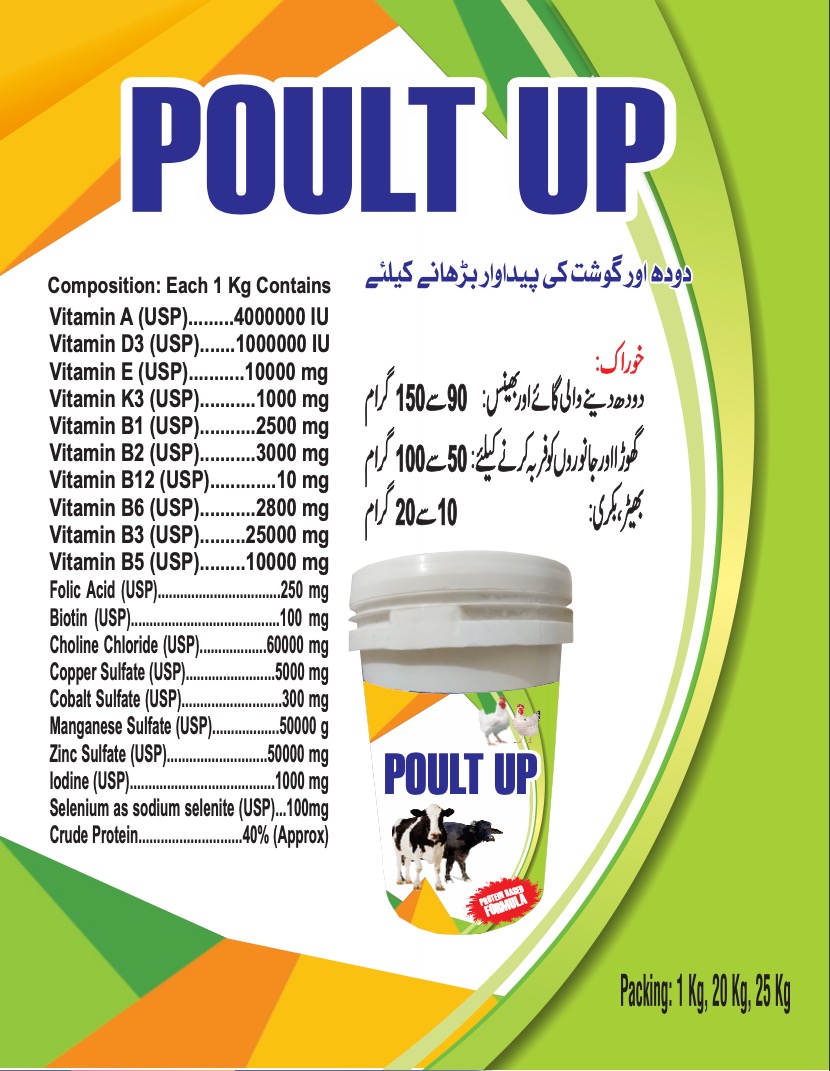 POULT UP
دودھ اور گوشت کی پیداوار بڑھانے کیلئے
Composition: Each 1 Kg Contains
Vitamin A (USP).........4000000 IU
Vitamin D3 (USP).......1000000 IU
Vitamin E (USP)...........10000 mg
Vitamin K3 (USP)...........1000 mg
Vitamin B1 (USP)...........2500 mg
Vitamin B2 (USP)...........3000 mg
Vitamin B12 (USP).............10 mg
Vitamin B6 (USP)...........2800 mg
Vitamin B3 (USP).........25000 mg
Vitamin B5 (USP).........10000 mg
Folic Acid (USP).................................250 mg
Biotin (USP)........................................100 mg
Choline Chloride (USP)..................60000 mg
Copper Sulfate (USP)........................5000 mg
Cobalt Sulfate (USP)...........................300 mg
Manganese Sulfate (USP)..................50000 g
Zinc Sulfate (USP)...........................50000 mg
Iodine (USP).......................................1000 mg
Selenium as sodium selenite (USP)...100mg
Crude Protein............................40% (Approx)
خوراک:
دودھ دینے والی گائے اور بھینس: 90 سے 150 گرام
گھوڑا اور جانوروں کو فربہ کرنے کیلئے: 50 سے 100 گرام
بھیڑ، بکری: 10 سے 20 گرام
POULT UP
PROTEIN BASED
FORMULA
Packing: 1 Kg, 20 Kg, 25 Kg